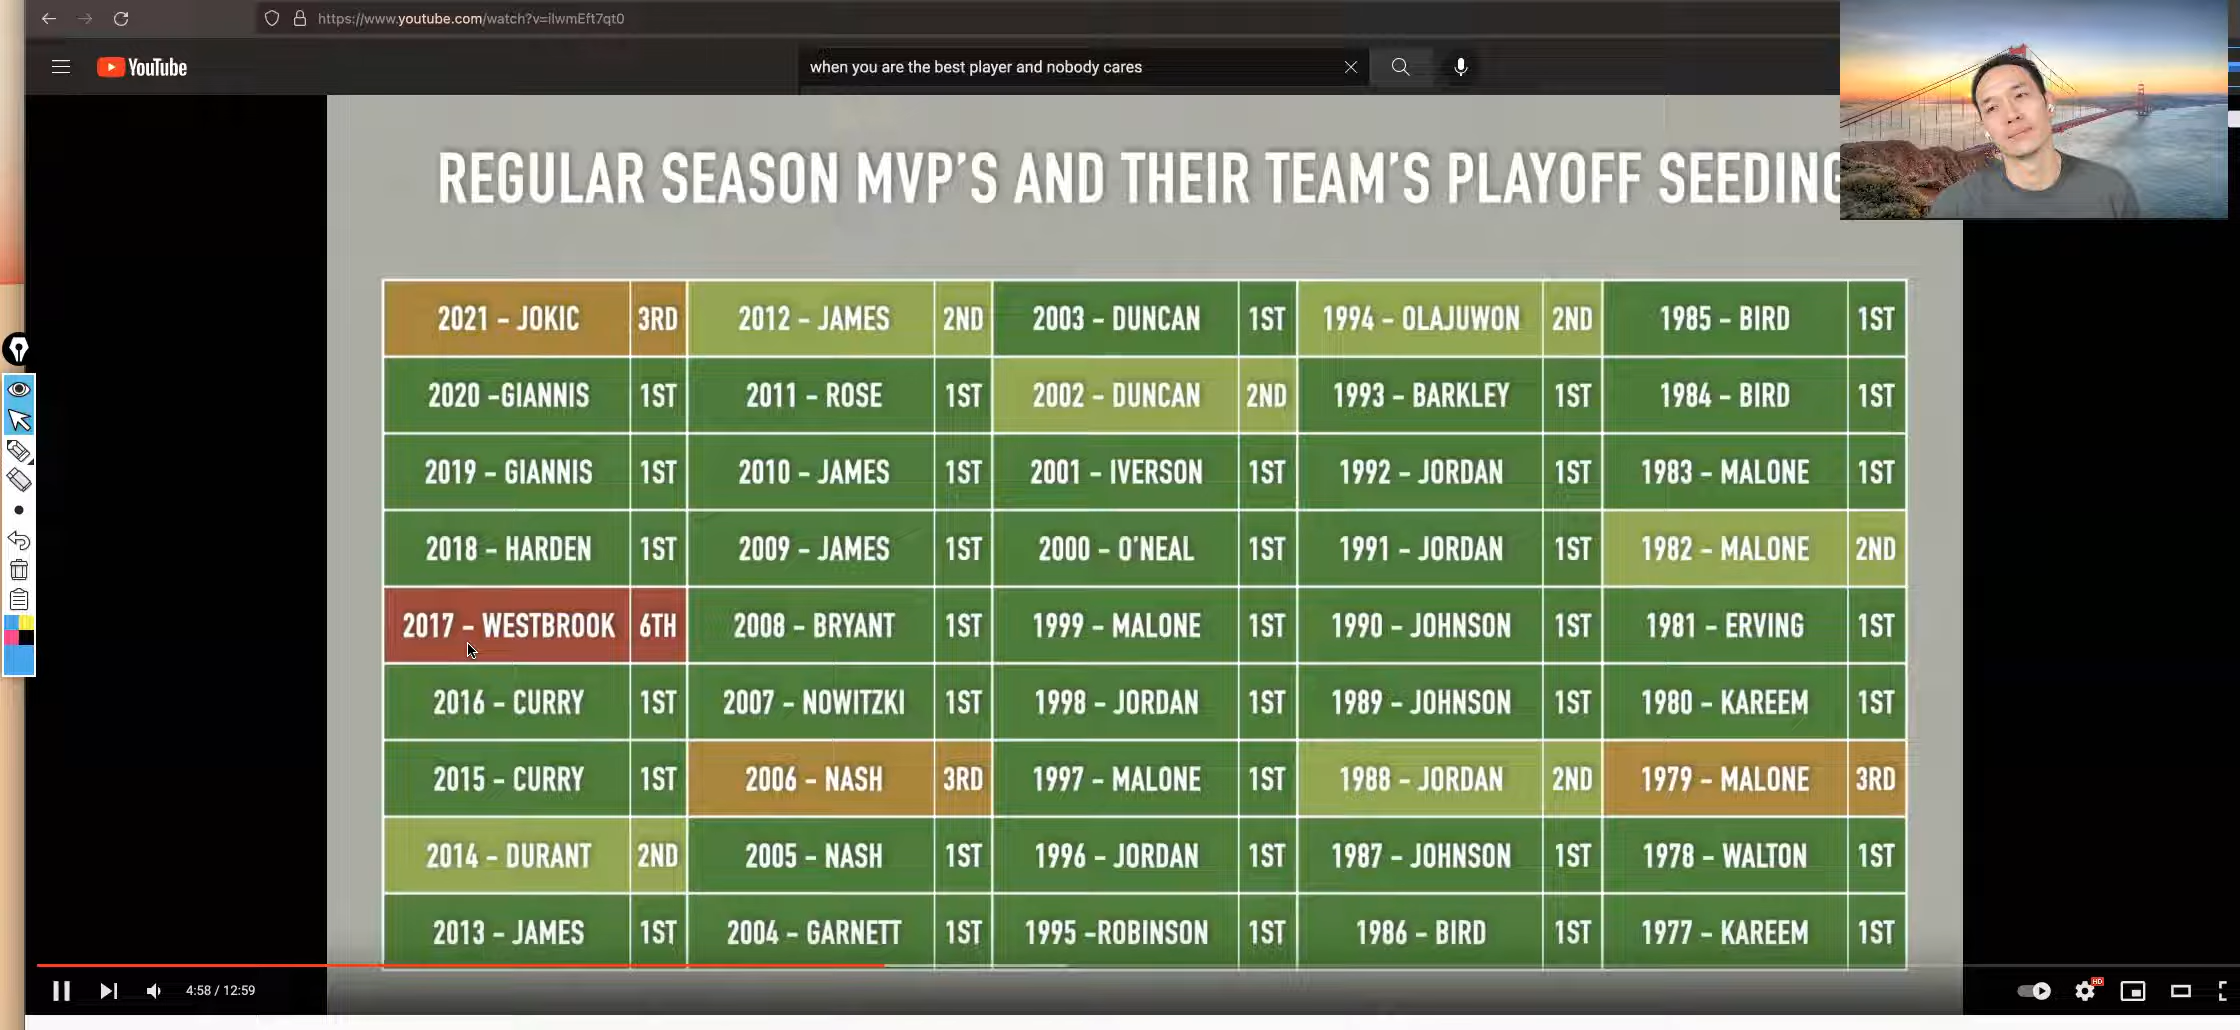 https://www.youtube.com/watch?v=ilwmEft7qt0
YouTube
when you are the best player and nobody cares
REGULAR SEASON MVP'S AND THEIR TEAM'S PLAYOFF SEEDING
2021 - JOKIC 3RD 2012 - JAMES 2ND 2003 - DUNCAN 1ST 1994 - OLAJUWON 2ND 1985 - BIRD 1ST
2020 -GIANNIS 1ST 2011 - ROSE 1ST 2002 - DUNCAN 2ND 1993 - BARKLEY 1ST 1984 - BIRD 1ST
2019 - GIANNIS 1ST 2010 - JAMES 1ST 2001 - IVERSON 1ST 1992 - JORDAN 1ST 1983 - MALONE 1ST
2018 - HARDEN 1ST 2009 - JAMES 1ST 2000 - O'NEAL 1ST 1991 - JORDAN 1ST 1982 - MALONE 2ND
2017 - WESTBROOK 6TH 2008 - BRYANT 1ST 1999 - MALONE 1ST 1990 - JOHNSON 1ST 1981 - ERVING 1ST
2016 - CURRY 1ST 2007 - NOWITZKI 1ST 1998 - JORDAN 1ST 1989 - JOHNSON 1ST 1980 - KAREEM 1ST
2015 - CURRY 1ST 2006 - NASH 3RD 1997 - MALONE 1ST 1988 - JORDAN 2ND 1979 - MALONE 3RD
2014 - DURANT 2ND 2005 - NASH 1ST 1996 - JORDAN 1ST 1987 - JOHNSON 1ST 1978 - WALTON 1ST
2013 - JAMES 1ST 2004 - GARNETT 1ST 1995 -ROBINSON 1ST 1986 - BIRD 1ST 1977 - KAREEM 1ST
4:58 / 12:59
HD